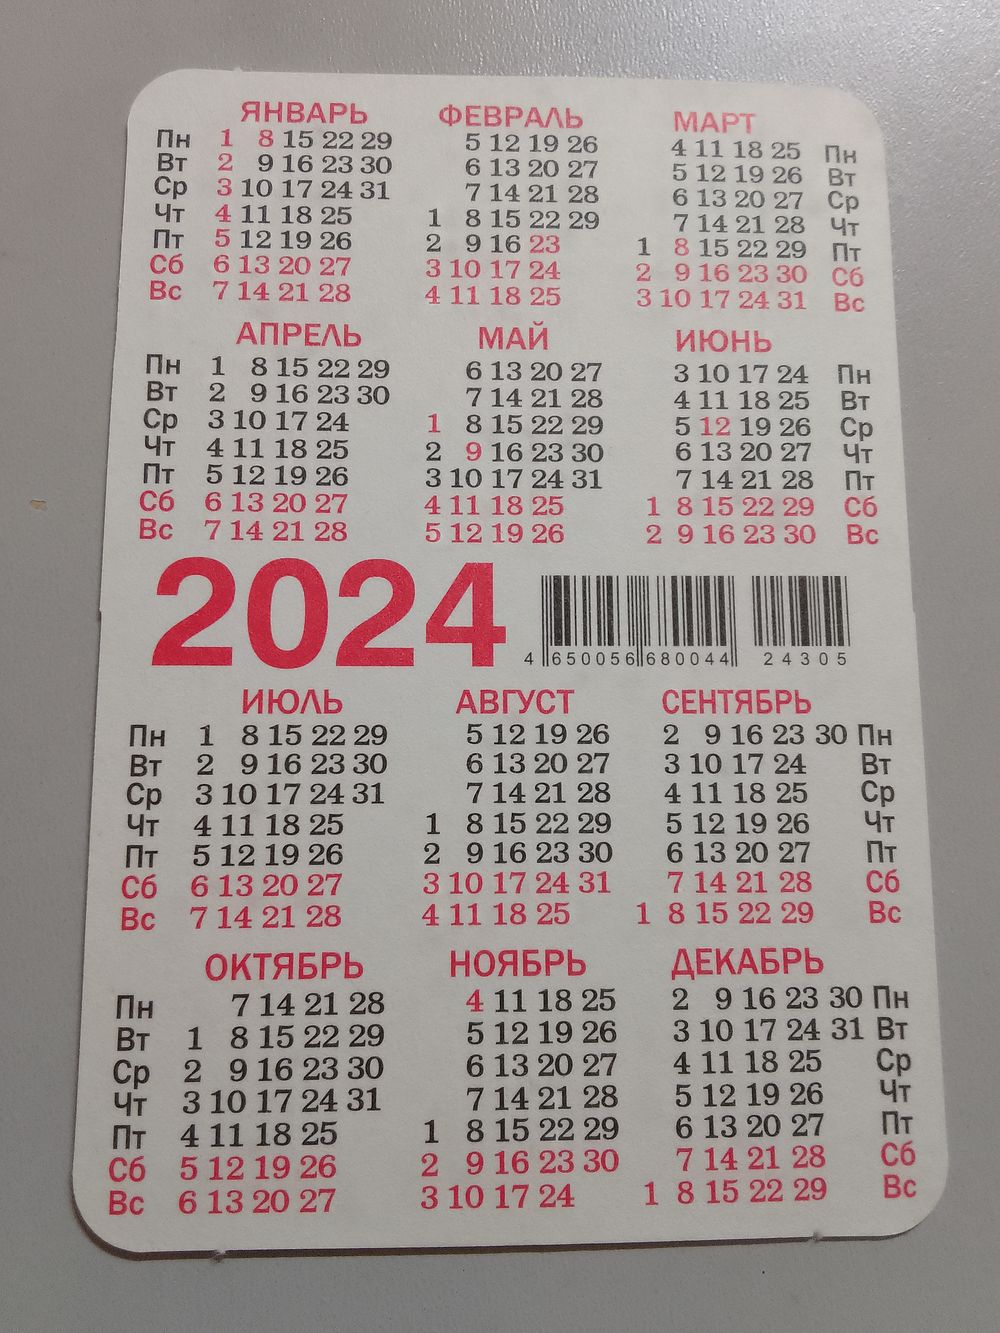 ЯНВАРЬ ФЕВРАЛЬ МАРТ
Пн 1 8 15 22 29 5 12 19 26 4 11 18 25 Пн
Вт 2 9 16 23 30 6 13 20 27 5 12 19 26 Вт
Ср 3 10 17 24 31 7 14 21 28 6 13 20 27 Ср
Чт 4 11 18 25 1 8 15 22 29 7 14 21 28 Чт
Пт 5 12 19 26 2 9 16 23 1 8 15 22 29 Пт
Сб 6 13 20 27 3 10 17 24 2 9 16 23 30 Сб
Вс 7 14 21 28 4 11 18 25 3 10 17 24 31 Вс
АПРЕЛЬ МАЙ ИЮНЬ
Пн 1 8 15 22 29 6 13 20 27 3 10 17 24 Пн
Вт 2 9 16 23 30 7 14 21 28 4 11 18 25 Вт
Ср 3 10 17 24 1 8 15 22 29 5 12 19 26 Ср
Чт 4 11 18 25 2 9 16 23 30 6 13 20 27 Чт
Пт 5 12 19 26 3 10 17 24 31 7 14 21 28 Пт
Сб 6 13 20 27 4 11 18 25 1 8 15 22 29 Сб
Вс 7 14 21 28 5 12 19 26 2 9 16 23 30 Вс
2024
4 650056 680044 24305
ИЮЛЬ АВГУСТ СЕНТЯБРЬ
Пн 1 8 15 22 29 5 12 19 26 2 9 16 23 30 Пн
Вт 2 9 16 23 30 6 13 20 27 3 10 17 24 Вт
Ср 3 10 17 24 31 7 14 21 28 4 11 18 25 Ср
Чт 4 11 18 25 1 8 15 22 29 5 12 19 26 Чт
Пт 5 12 19 26 2 9 16 23 30 6 13 20 27 Пт
Сб 6 13 20 27 3 10 17 24 31 7 14 21 28 Сб
Вс 7 14 21 28 4 11 18 25 1 8 15 22 29 Вс
ОКТЯБРЬ НОЯБРЬ ДЕКАБРЬ
Пн 7 14 21 28 4 11 18 25 2 9 16 23 30 Пн
Вт 1 8 15 22 29 5 12 19 26 3 10 17 24 31 Вт
Ср 2 9 16 23 30 6 13 20 27 4 11 18 25 Ср
Чт 3 10 17 24 31 7 14 21 28 5 12 19 26 Чт
Пт 4 11 18 25 1 8 15 22 29 6 13 20 27 Пт
Сб 5 12 19 26 2 9 16 23 30 7 14 21 28 Сб
Вс 6 13 20 27 3 10 17 24 1 8 15 22 29 Вс